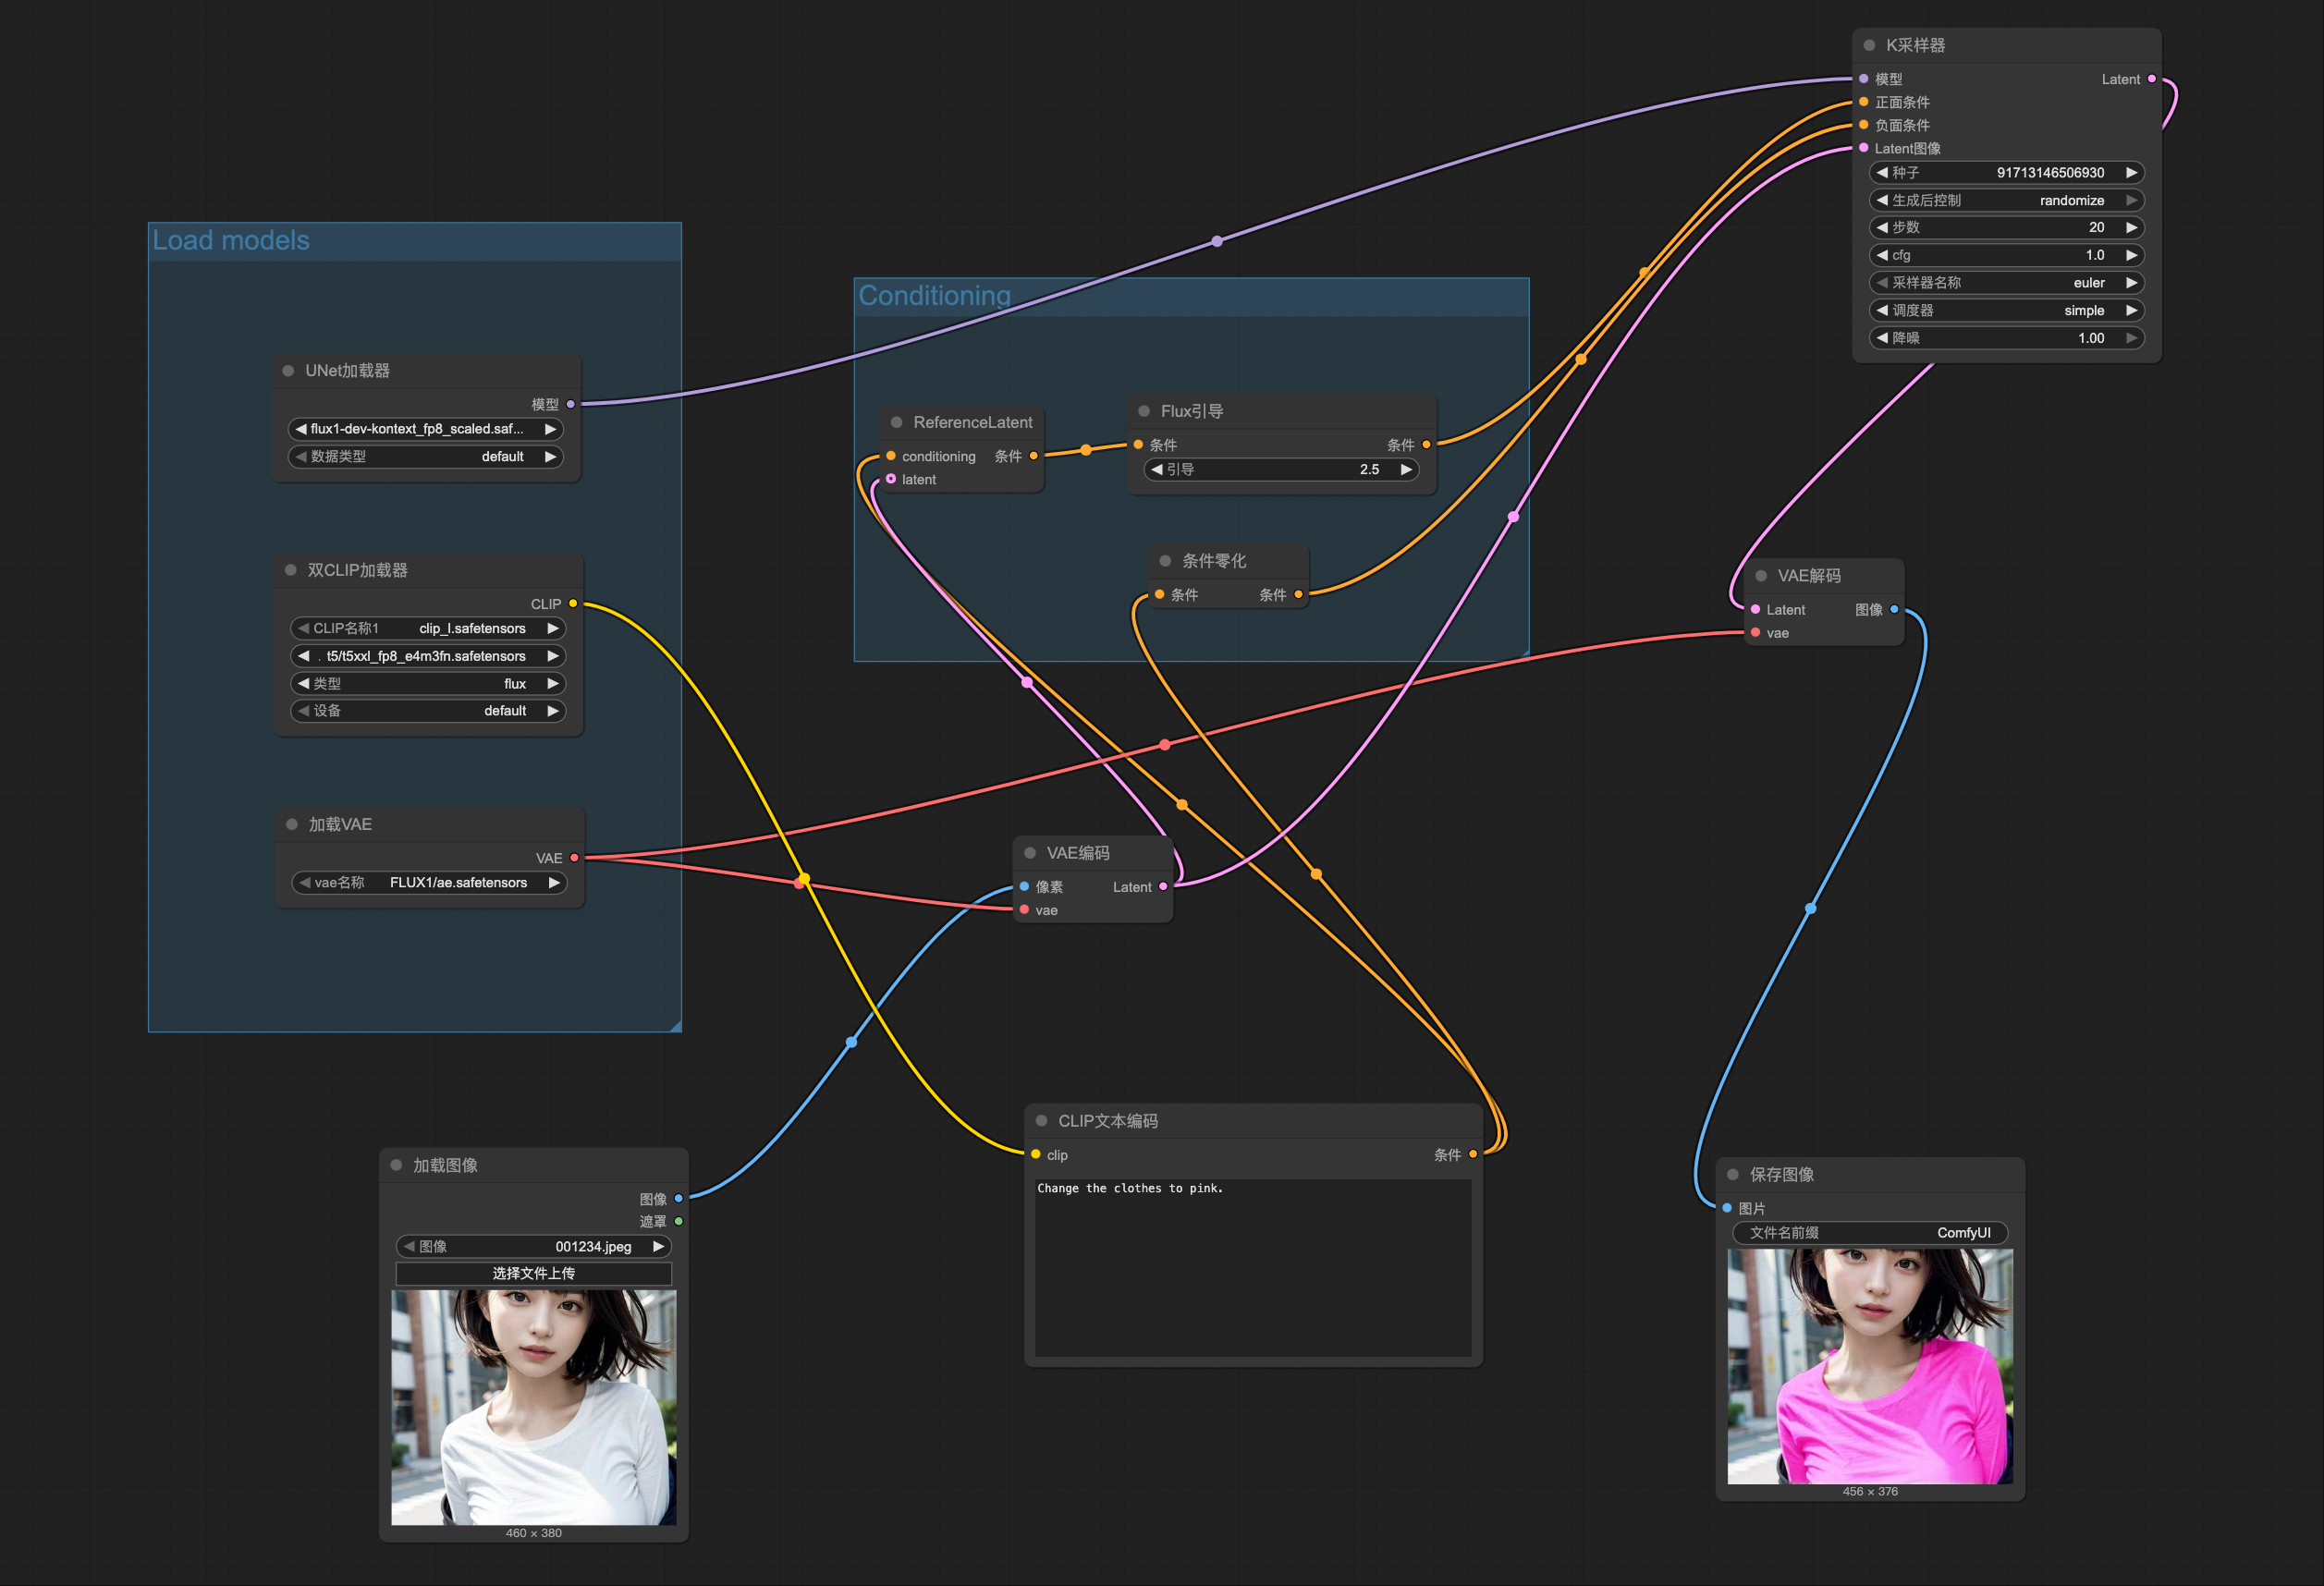 K采样器
模型
Latent
正面条件
负面条件
Latent图像
种子 91713146506930
生成后控制 randomize
步数 20
cfg 1.0
采样器名称 euler
调度器 simple
降噪 1.00
Load models
UNet加载器
模型
flux1-dev-kontext_fp8_scaled.saf...
数据类型 default
双CLIP加载器
CLIP
CLIP名称1 clip_l.safetensors
. t5/t5xxl_fp8_e4m3fn.safetensors
类型 flux
设备 default
加载VAE
VAE
vae名称 FLUX1/ae.safetensors
Conditioning
ReferenceLatent
conditioning 条件
latent
Flux引导
条件 条件
引导 2.5
条件零化
条件 条件
VAE解码
Latent 图像
vae
VAE编码
像素 Latent
vae
CLIP文本编码
clip 条件
Change the clothes to pink.
加载图像
图像
遮罩
图像 001234.jpeg
选择文件上传
460 × 380
保存图像
图片
文件名前缀 ComfyUI
456 × 376